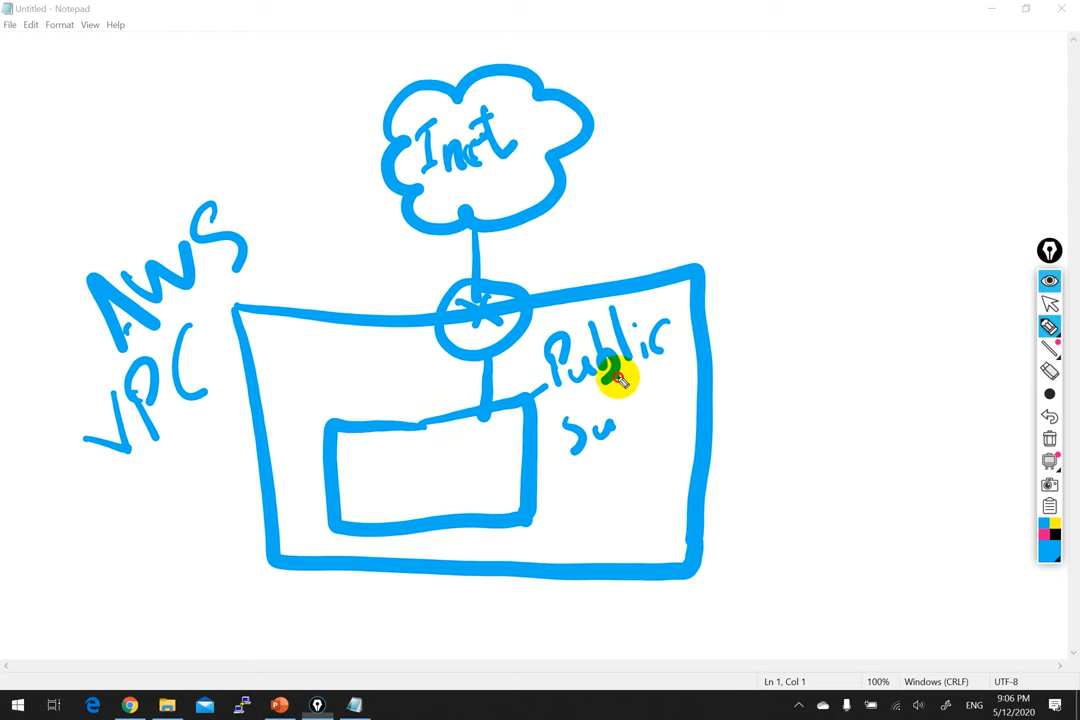 Untitled - Notepad
File Edit Format View Help
AWS
VPC
Public
Su
Ln 1, Col 1
100%
Windows (CRLF)
UTF-8
ENG
9:06 PM
5/12/2020